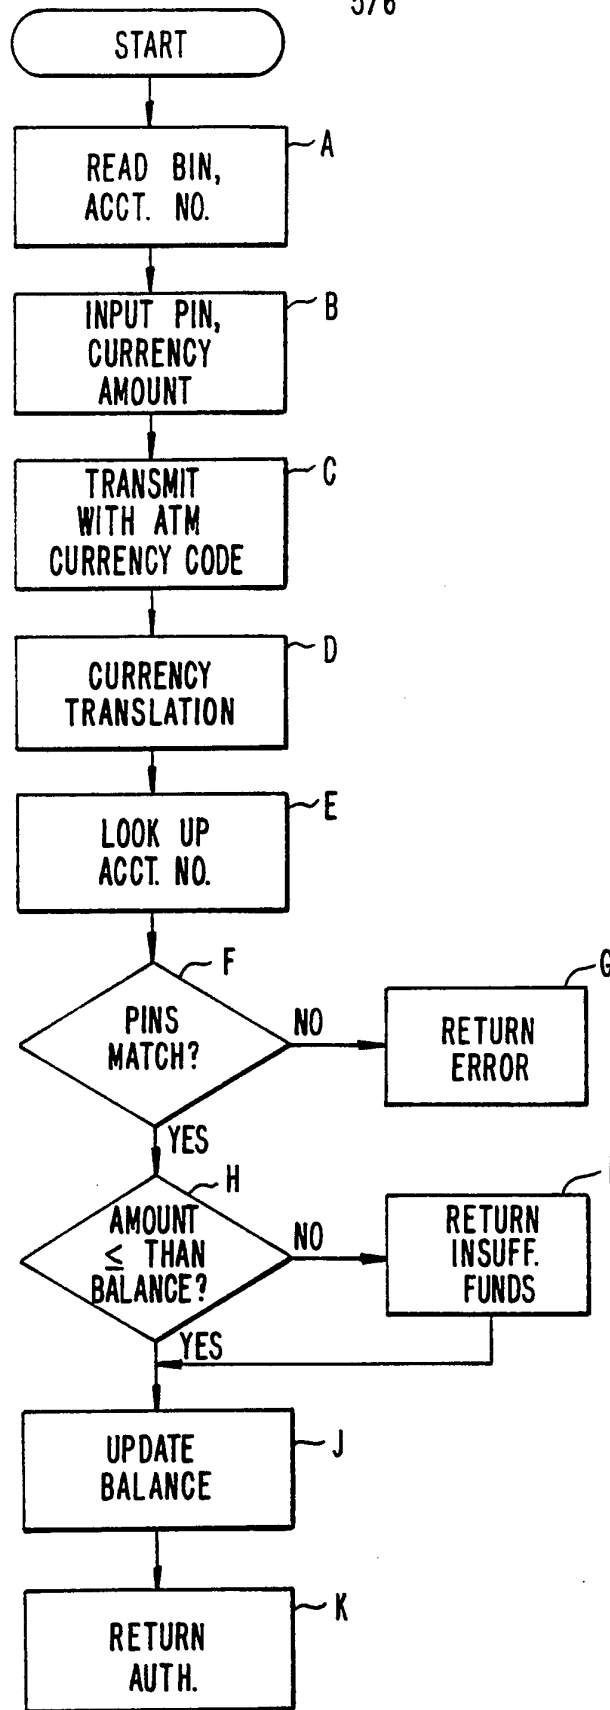 5/6
START
A
READ BIN,
ACCT. NO.
B
INPUT PIN,
CURRENCY
AMOUNT
C
TRANSMIT
WITH ATM
CURRENCY CODE
D
CURRENCY
TRANSLATION
E
LOOK UP
ACCT. NO.
F
PINS
MATCH?
NO
G
RETURN
ERROR
YES
H
AMOUNT
≤ THAN
BALANCE?
NO
RETURN
INSUFF.
FUNDS
YES
J
UPDATE
BALANCE
K
RETURN
AUTH.